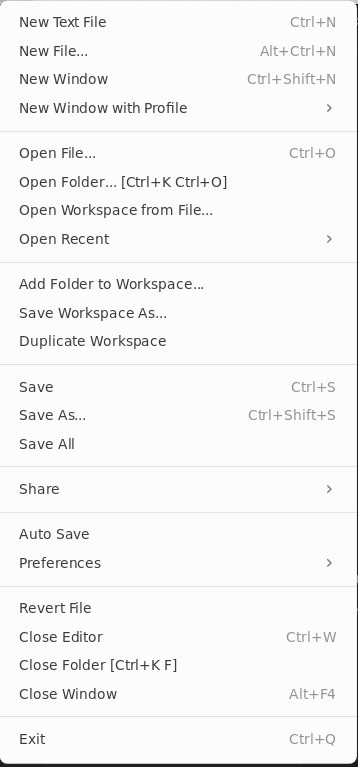 New Text File Ctrl+N
New File... Alt+Ctrl+N
New Window Ctrl+Shift+N
New Window with Profile
Open File... Ctrl+O
Open Folder... [Ctrl+K Ctrl+O]
Open Workspace from File...
Open Recent
Add Folder to Workspace...
Save Workspace As...
Duplicate Workspace
Save Ctrl+S
Save As... Ctrl+Shift+S
Save All
Share
Auto Save
Preferences
Revert File
Close Editor Ctrl+W
Close Folder [Ctrl+K F]
Close Window Alt+F4
Exit Ctrl+Q